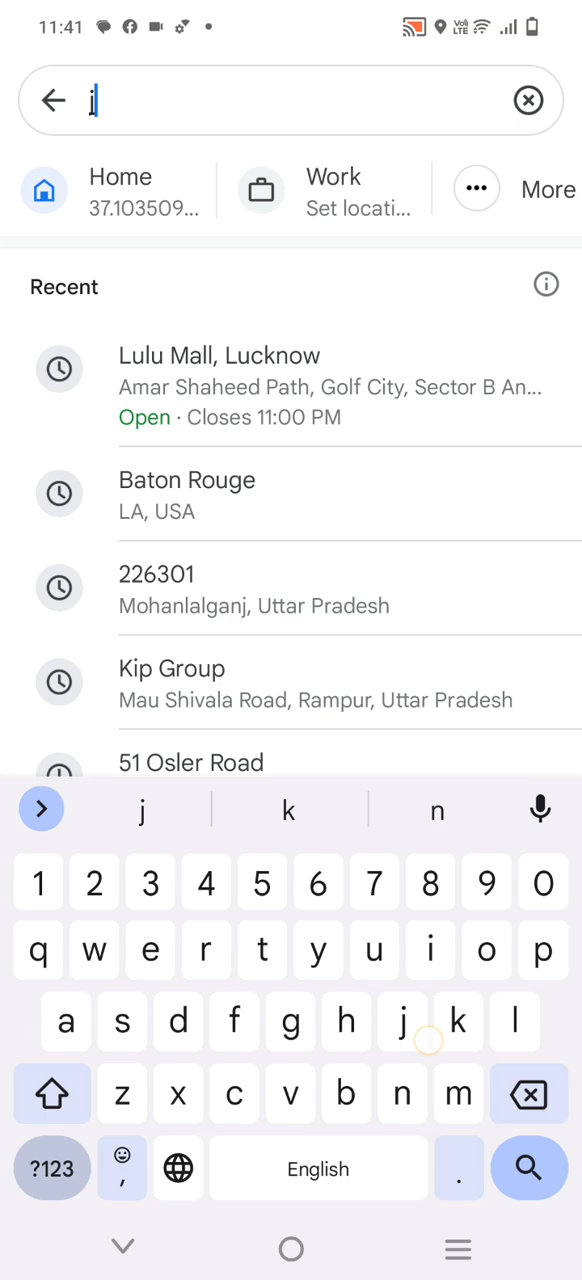 11:41 VoI) LTE
j
Home
37.103509...
Work
Set locati...
More
Recent
Lulu Mall, Lucknow
Amar Shaheed Path, Golf City, Sector B An...
Open · Closes 11:00 PM
Baton Rouge
LA, USA
226301
Mohanlalganj, Uttar Pradesh
Kip Group
Mau Shivala Road, Rampur, Uttar Pradesh
51 Osler Road
j k n
1 2 3 4 5 6 7 8 9 0
q w e r t y u i o p
a s d f g h j k l
z x c v b n m
?123 , English .